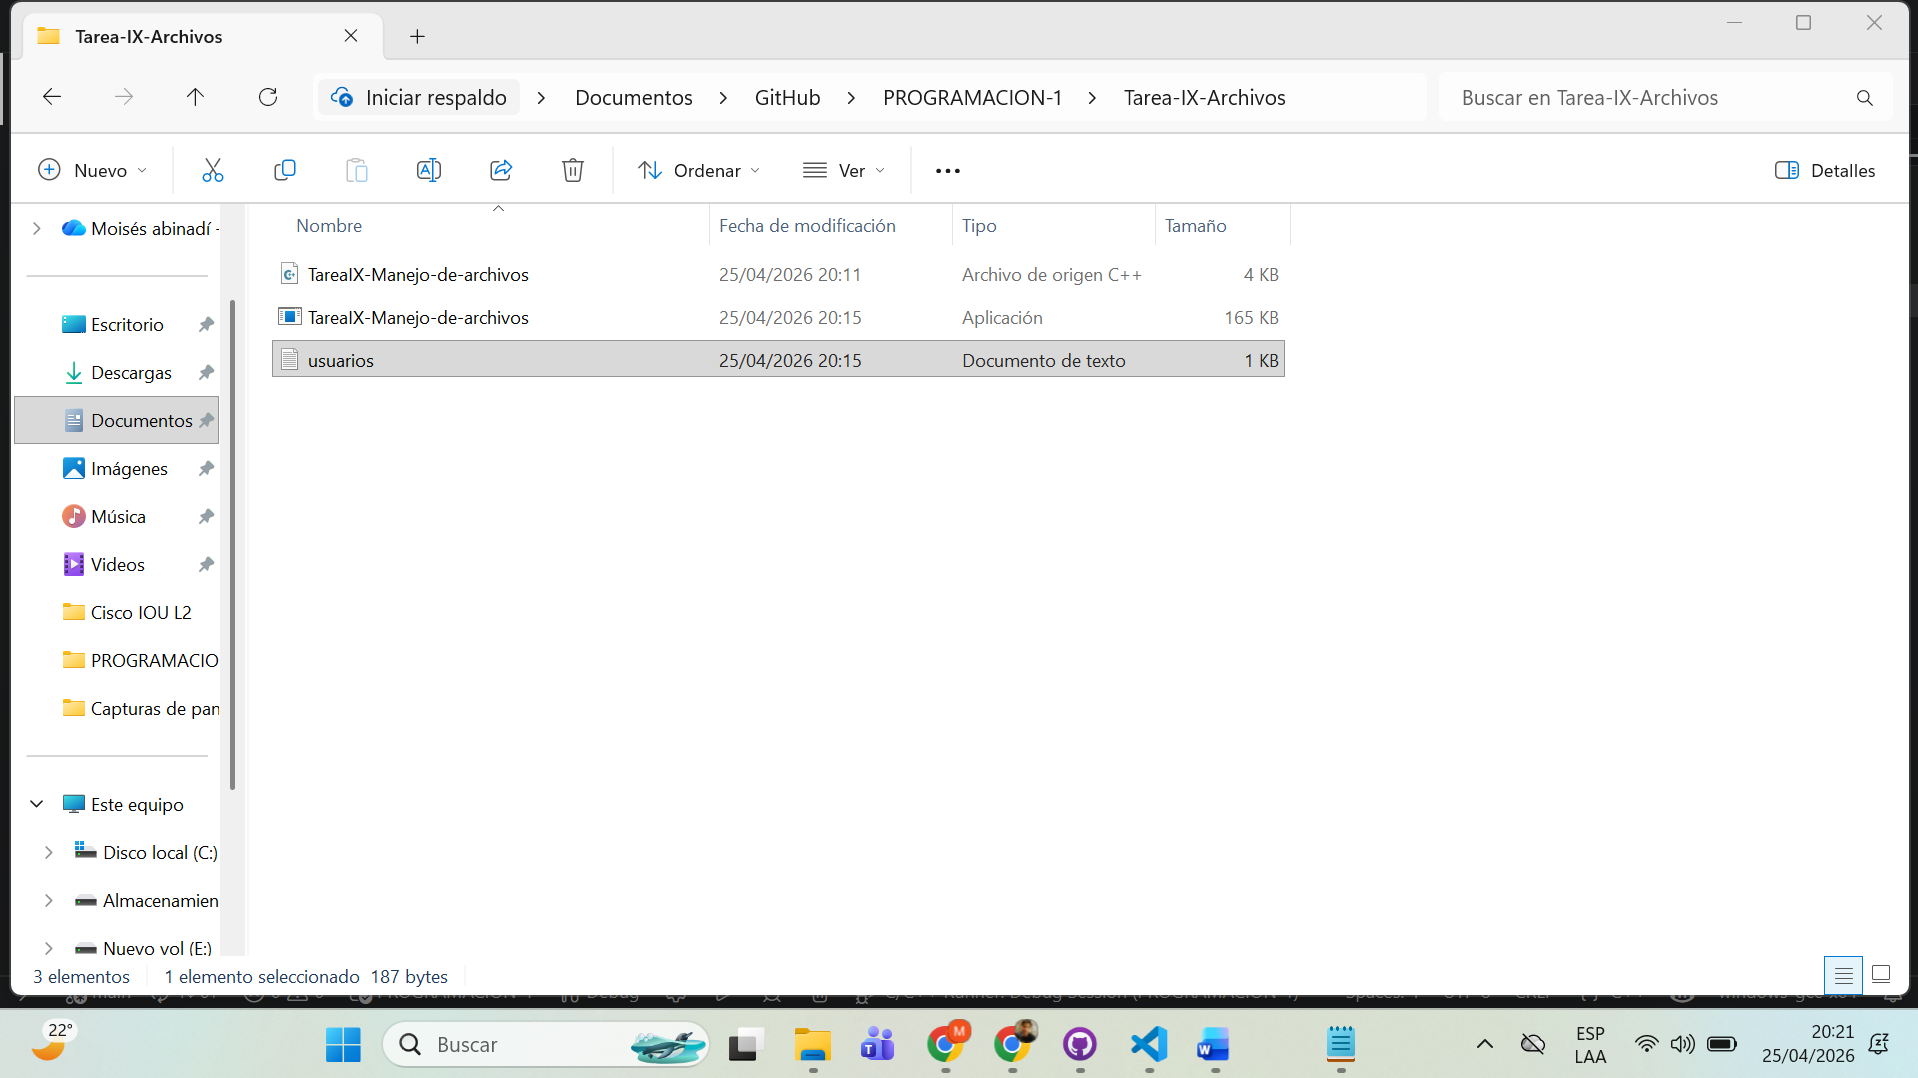 Tarea-IX-Archivos
Iniciar respaldo
Documentos
GitHub
PROGRAMACION-1
Tarea-IX-Archivos
Buscar en Tarea-IX-Archivos
Nuevo
Ordenar
Ver
Detalles
Moisés abinadí -
Escritorio
Descargas
Documentos
Imágenes
Música
Videos
Cisco IOU L2
PROGRAMACIO
Capturas de pan
Este equipo
Disco local (C:)
Almacenamien
Nuevo vol (E:)
Nombre Fecha de modificación Tipo Tamaño
TareaIX-Manejo-de-archivos 25/04/2026 20:11 Archivo de origen C++ 4 KB
TareaIX-Manejo-de-archivos 25/04/2026 20:15 Aplicación 165 KB
usuarios 25/04/2026 20:15 Documento de texto 1 KB
3 elementos 1 elemento seleccionado 187 bytes
22°
Buscar
M
ESP
LAA
20:21
25/04/2026